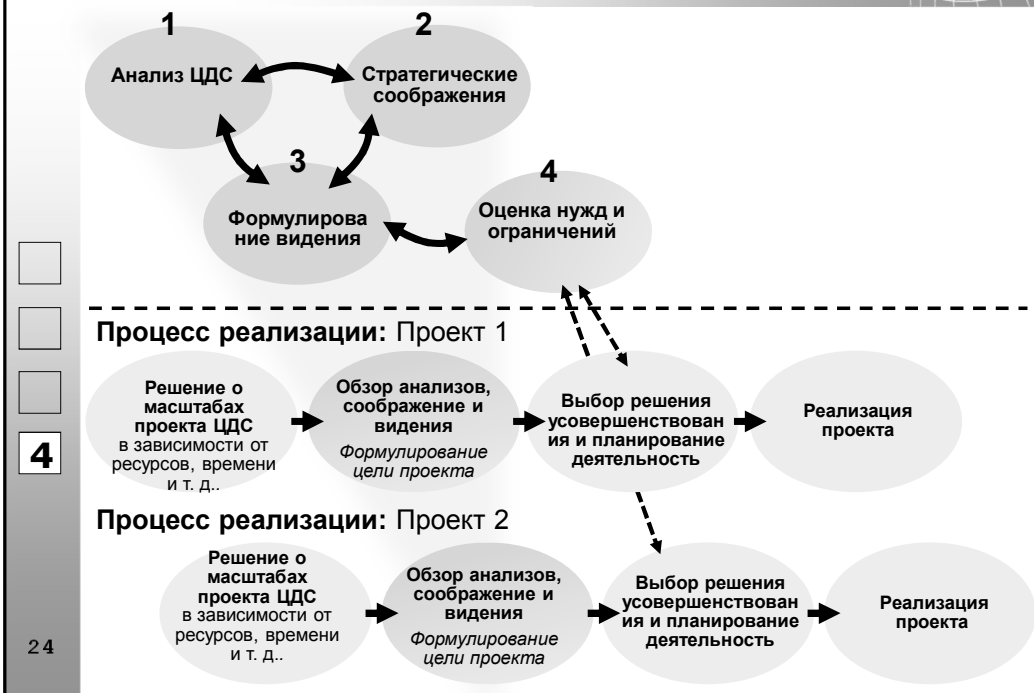 1
Анализ ЦДС
2
Стратегические
соображения
3
Формулирова
ние видения
4
Оценка нужд и
ограничений
Процесс реализации: Проект 1
Решение о
масштабах
проекта ЦДС
в зависимости от
ресурсов, времени
и т. д..
Обзор анализов,
сооброжение и
видения
Формулирование
цели проекта
Выбор решения
усовершенствован
ия и планирование
деятельность
Реализация
проекта
4
Процесс реализации: Проект 2
Решение о
масштабах
проекта ЦДС
в зависимости от
ресурсов, времени
и т. д..
Обзор анализов,
сооброжение и
видения
Формулирование
цели проекта
Выбор решения
усовершенствован
ия и планирование
деятельность
Реализация
проекта
24